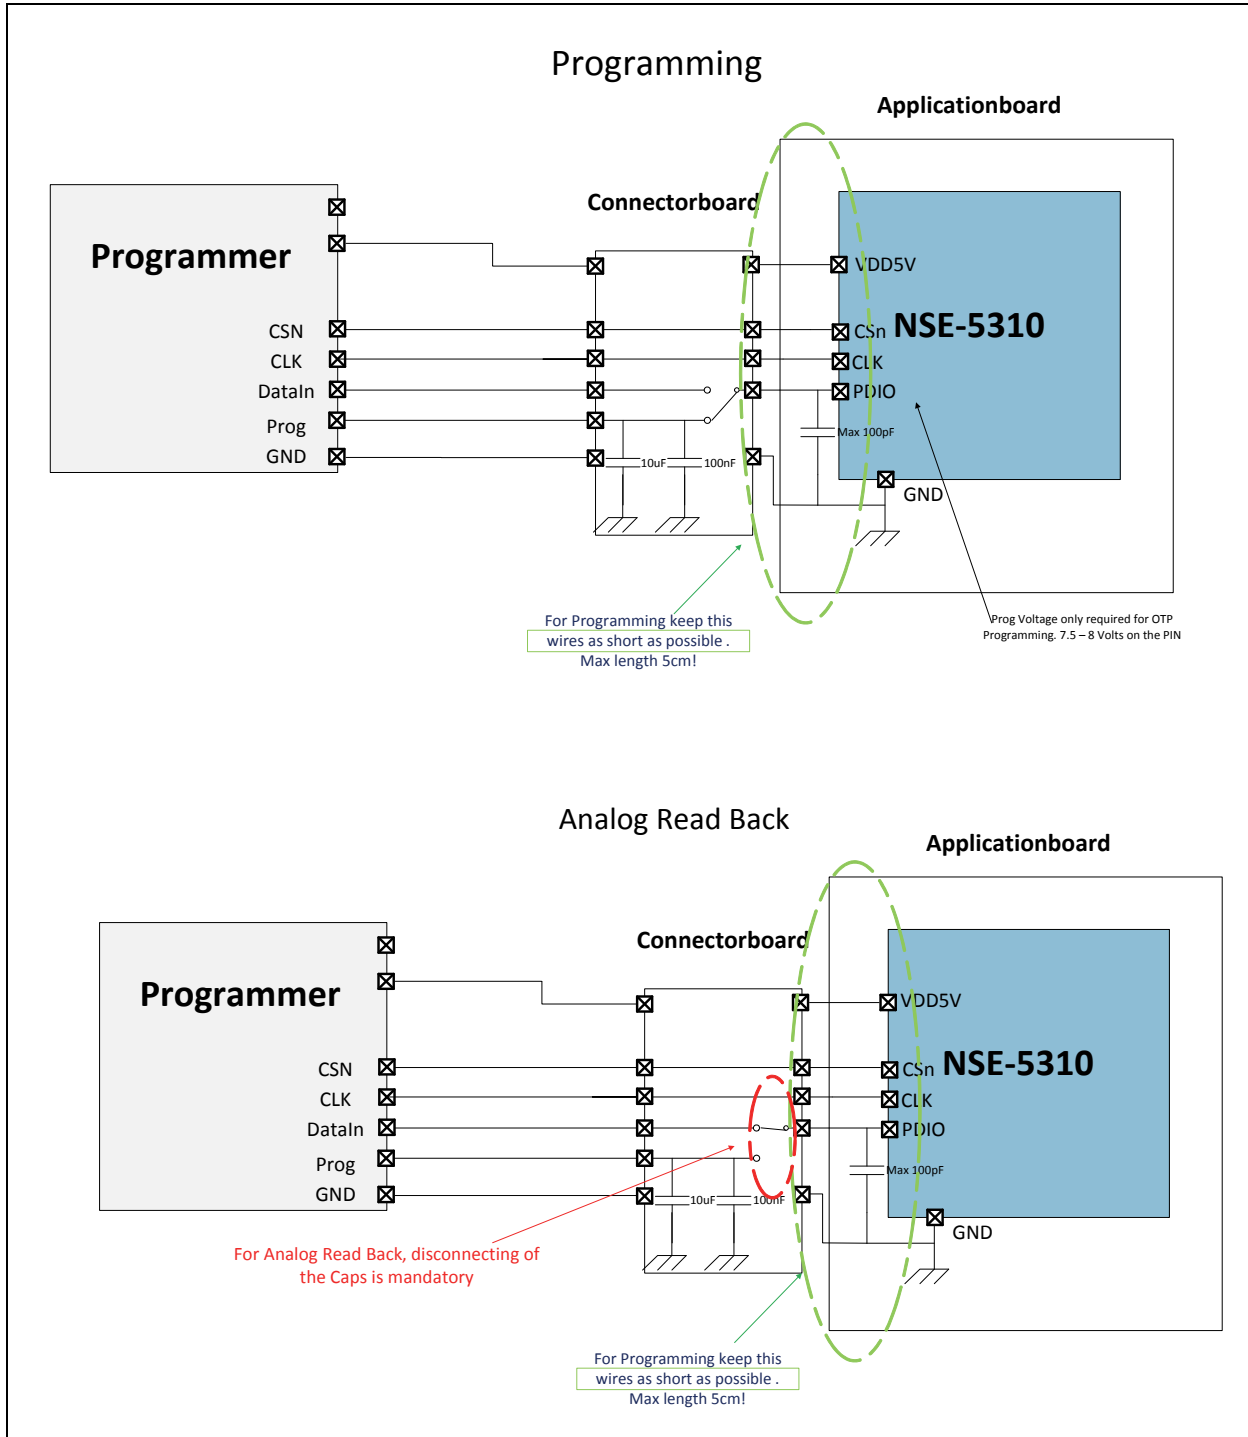 Programming
Applicationboard
Connectorboard
Programmer
VDD5V
CSN
CSn
NSE-5310
CLK
CLK
DataIn
PDIO
Prog
Max 100pF
GND
10uF
100nF
GND
For Programming keep this
wires as short as possible .
Max length 5cm!
Prog Voltage only required for OTP
Programming. 7.5 – 8 Volts on the PIN
Analog Read Back
Applicationboard
Connectorboard
Programmer
VDD5V
CSN
CSn
NSE-5310
CLK
CLK
DataIn
PDIO
Prog
Max 100pF
GND
10uF
100nF
GND
For Analog Read Back, disconnecting of
the Caps is mandatory
For Programming keep this
wires as short as possible .
Max length 5cm!